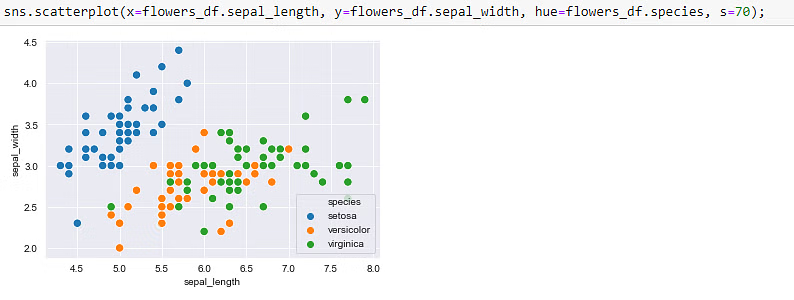 sns.scatterplot(x=flowers_df.sepal_length, y=flowers_df.sepal_width, hue=flowers_df.species, s=70);
4.5
4.0
3.5
3.0
2.5
2.0
sepal_width
species
setosa
versicolor
virginica
4.5 5.0 5.5 6.0 6.5 7.0 7.5 8.0
sepal_length